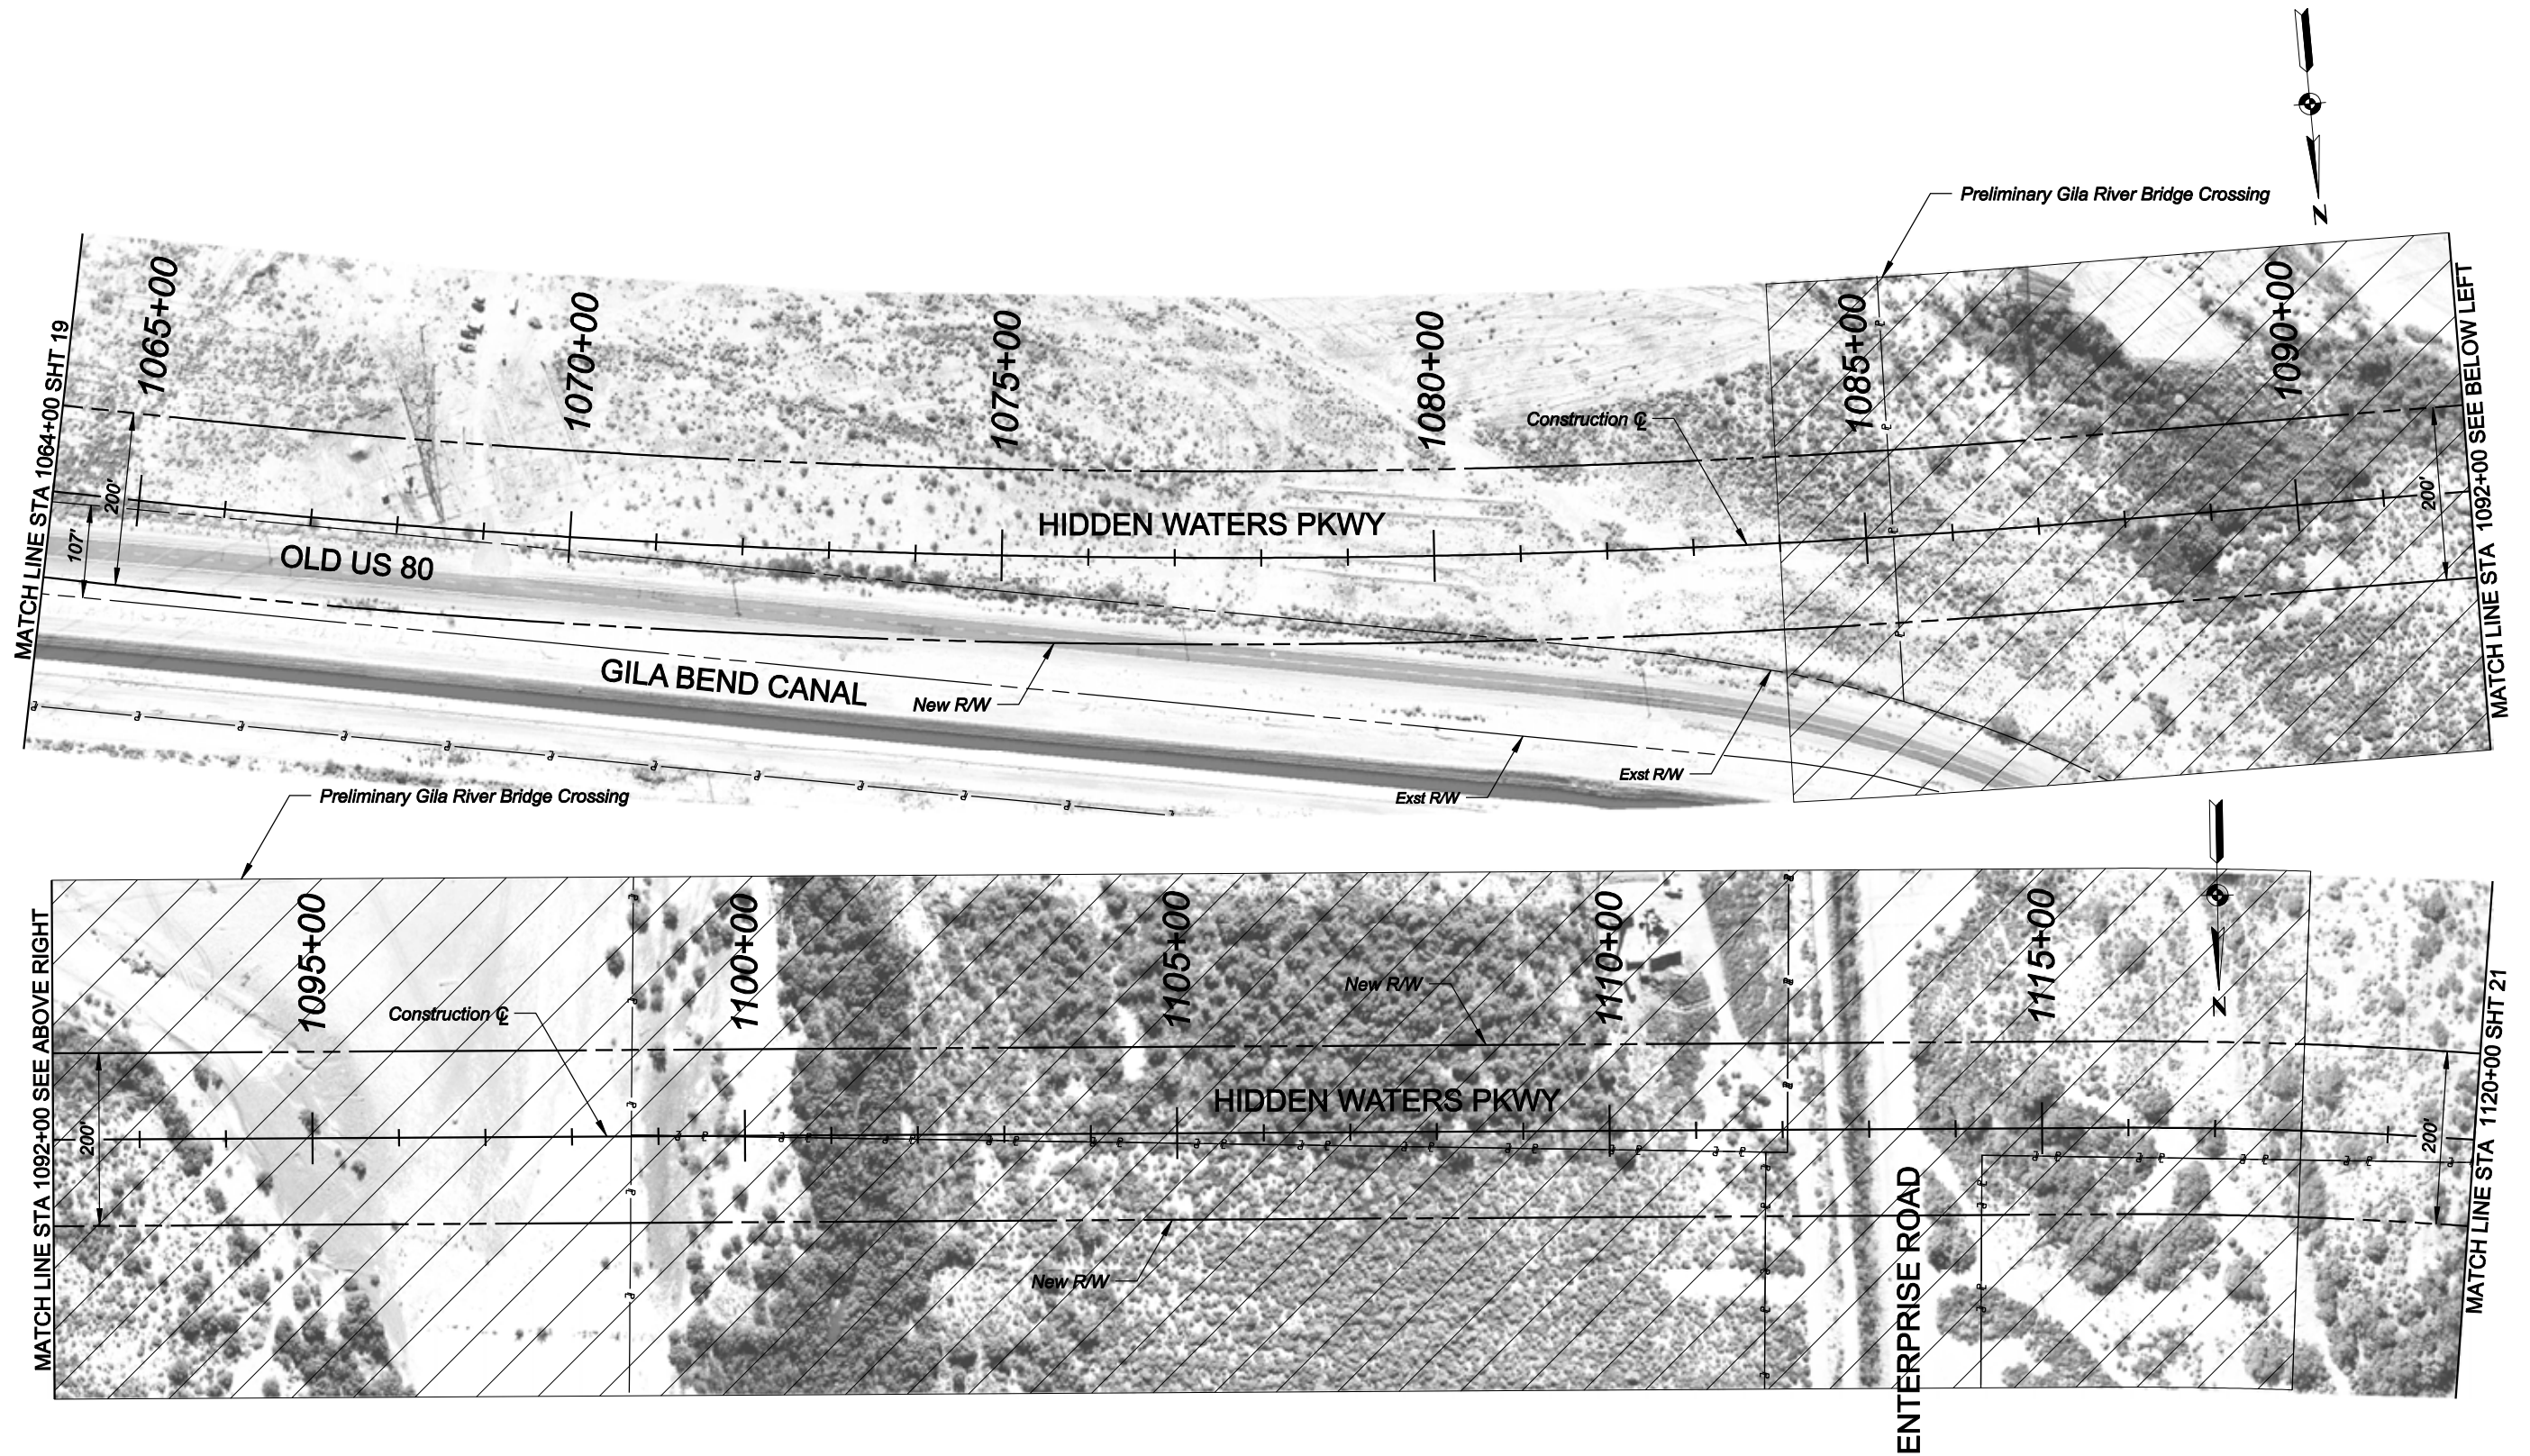 N
Preliminary Gila River Bridge Crossing
MATCH LINE STA 1064+00 SHT 19
1065+00
1070+00
1075+00
1080+00
1085+00
1090+00
MATCH LINE STA 1092+00 SEE BELOW LEFT
Construction ℄
200'
107'
200'
HIDDEN WATERS PKWY
OLD US 80
GILA BEND CANAL
New R/W
Exst R/W
Exst R/W
Preliminary Gila River Bridge Crossing
MATCH LINE STA 1092+00 SEE ABOVE RIGHT
1095+00
1100+00
1105+00
1110+00
1115+00
N
MATCH LINE STA 1120+00 SHT 21
Construction ℄
New R/W
HIDDEN WATERS PKWY
200'
200'
New R/W
ENTERPRISE ROAD